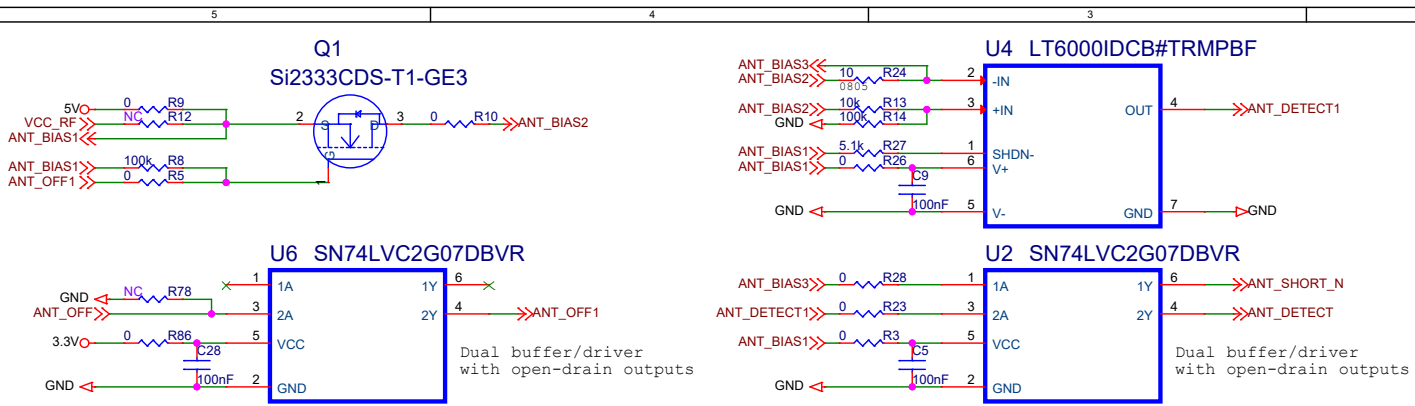 5 4 3
Q1
Si2333CDS-T1-GE3
5V 0 R9
VCC_RF NC R12
ANT_BIAS1
2 S D 3 0 R10 ANT_BIAS2
G
1
ANT_BIAS1 100k R8
ANT_OFF1 0 R5
U4 LT6000IDCB#TRMPBF
ANT_BIAS3
ANT_BIAS2 10 R24 2 -IN
0805
ANT_BIAS2 10k R13 3 +IN OUT 4 ANT_DETECT1
GND 100k R14
ANT_BIAS1 5.1k R27 1 SHDN-
ANT_BIAS1 0 R26 6 V+
C9
100nF
GND 5 V- GND 7 GND
U6 SN74LVC2G07DBVR
1 1A 1Y 6
NC R78
GND
ANT_OFF 3 2A 2Y 4 ANT_OFF1
3.3V 0 R86 5 VCC
C28
100nF
GND 2 GND
Dual buffer/driver
with open-drain outputs
U2 SN74LVC2G07DBVR
ANT_BIAS3 0 R28 1 1A 1Y 6 ANT_SHORT_N
ANT_DETECT1 0 R23 3 2A 2Y 4 ANT_DETECT
ANT_BIAS1 0 R3 5 VCC
C5
100nF
GND 2 GND
Dual buffer/driver
with open-drain outputs